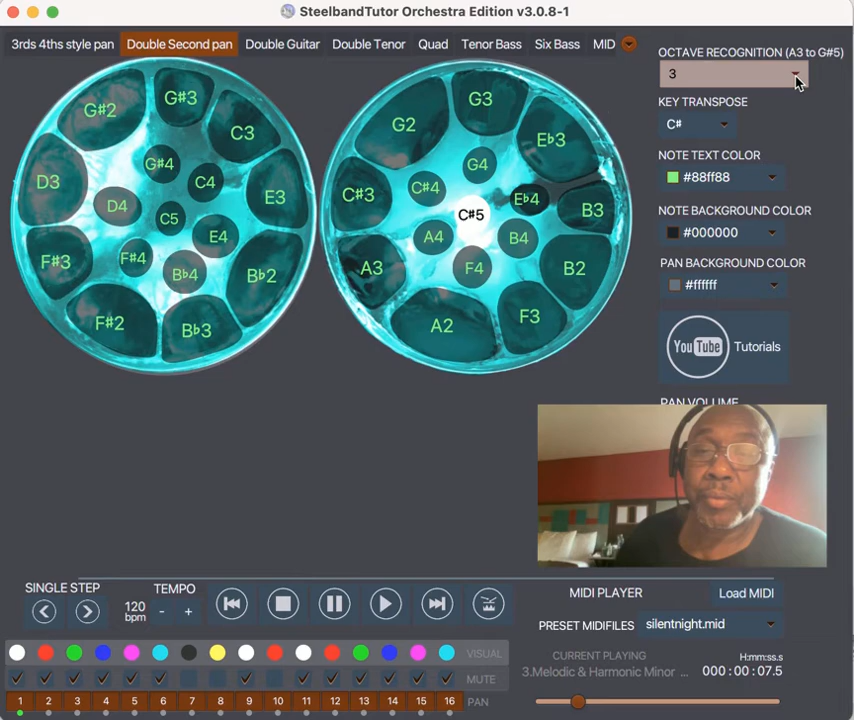 SteelbandTutor Orchestra Edition v3.0.8-1
3rds 4ths style pan Double Second pan Double Guitar Double Tenor Quad Tenor Bass Six Bass MID
OCTAVE RECOGNITION (A3 to G#5)
3
KEY TRANSPOSE
C#
NOTE TEXT COLOR
#88ff88
NOTE BACKGROUND COLOR
#000000
PAN BACKGROUND COLOR
#ffffff
You Tube Tutorials
PAN VOLUME
G#2 G#3 C3
G#4
D3 C4 E3
D4 C5
F#3 F#4 E4
B♭4 B♭2
F#2 B♭3
G3
G2 E♭3
G4
C#3 C#4 E♭4 B3
C#5
A4 B4
A3 F4 B2
A2 F3
SINGLE STEP TEMPO
120 bpm - +
MIDI PLAYER Load MIDI
PRESET MIDIFILES silentnight.mid
CURRENT PLAYING H:mm:ss.s
3.Melodic & Harmonic Minor ... 000:00:07.5
VISUAL
MUTE
1 2 3 4 5 6 7 8 9 10 11 12 13 14 15 16 PAN